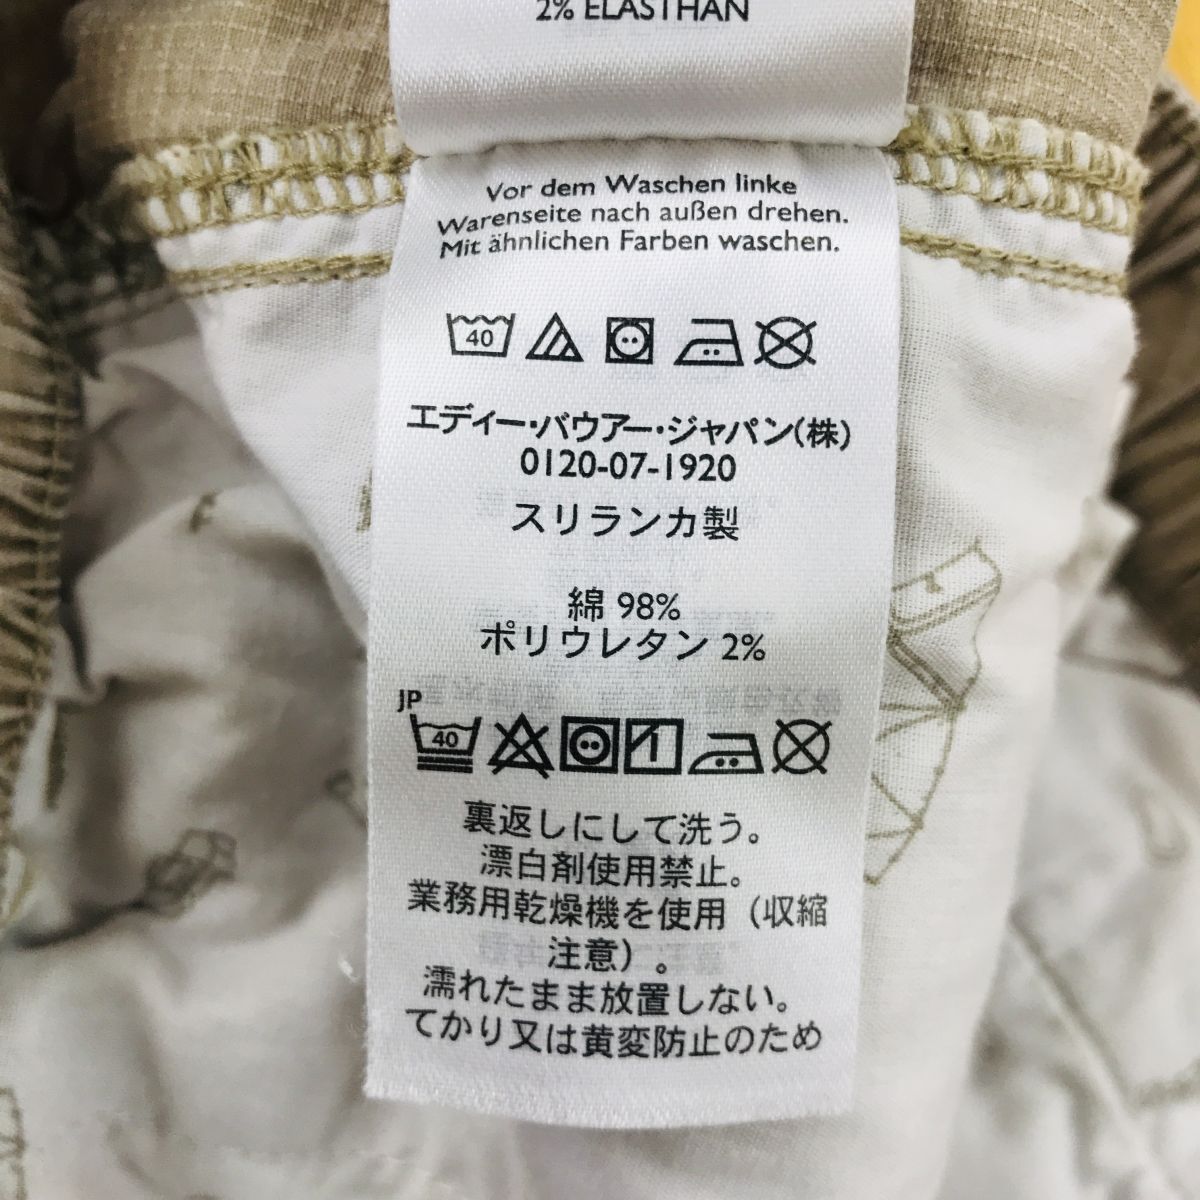 2% ELASTHAN
Vor dem Waschen linke
Warenseite nach außen drehen.
Mit ähnlichen Farben waschen.
40
エディー・バウアー・ジャパン(株)
0120-07-1920
スリランカ製
綿 98%
ポリウレタン 2%
JP
40
裏返しにして洗う。
漂白剤使用禁止。
業務用乾燥機を使用(収縮
注意)。
濡れたまま放置しない。
てかり又は黄変防止のため